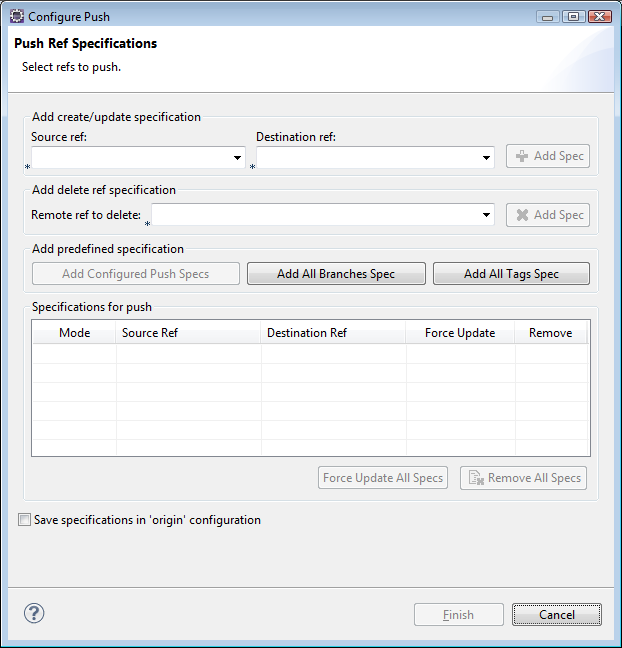 Configure Push
Push Ref Specifications
Select refs to push.
Add create/update specification
Source ref: Destination ref:
* * Add Spec
Add delete ref specification
Remote ref to delete: * Add Spec
Add predefined specification
Add Configured Push Specs Add All Branches Spec Add All Tags Spec
Specifications for push
Mode Source Ref Destination Ref Force Update Remove
Force Update All Specs Remove All Specs
Save specifications in 'origin' configuration
? Finish Cancel